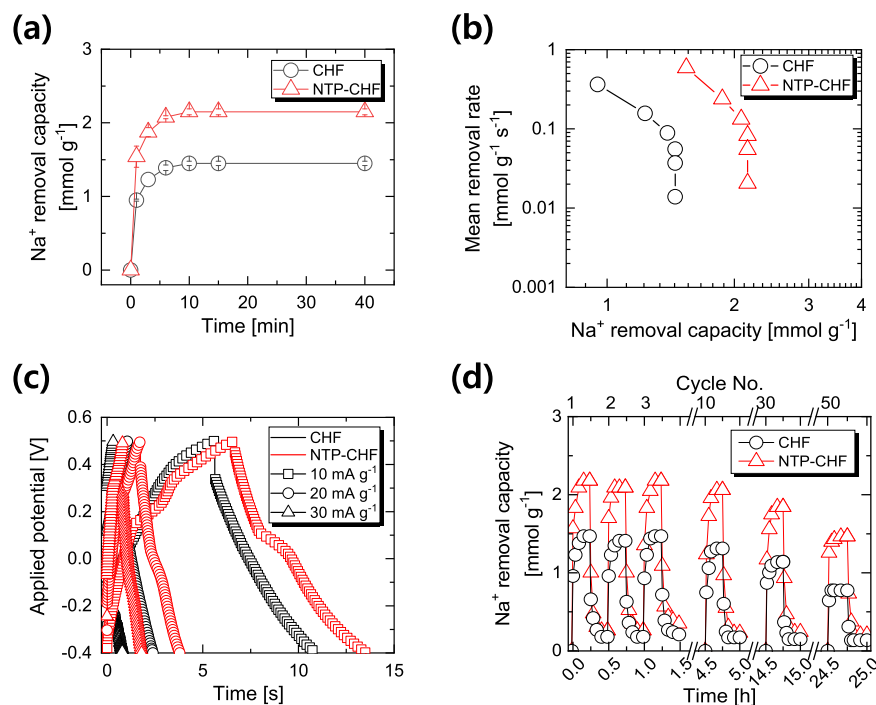 (a)
3
2
1
0
Na⁺ removal capacity
[mmol g⁻¹]
CHF
NTP-CHF
0 10 20 30 40
Time [min]
(b)
1
0.1
0.01
0.001
Mean removal rate
[mmol g⁻¹ s⁻¹]
CHF
NTP-CHF
1 2 3 4
Na⁺ removal capacity [mmol g⁻¹]
(c)
0.6
0.4
0.2
0.0
-0.2
-0.4
Applied potential [V]
CHF
NTP-CHF
10 mA g⁻¹
20 mA g⁻¹
30 mA g⁻¹
0 5 10 15
Time [s]
(d)
Cycle No.
1 2 3 10 30 50
3
2
1
0
Na⁺ removal capacity
[mmol g⁻¹]
CHF
NTP-CHF
0.0 0.5 1.0 1.5 4.5 5.0 14.5 15.0 24.5 25.0
Time [h]